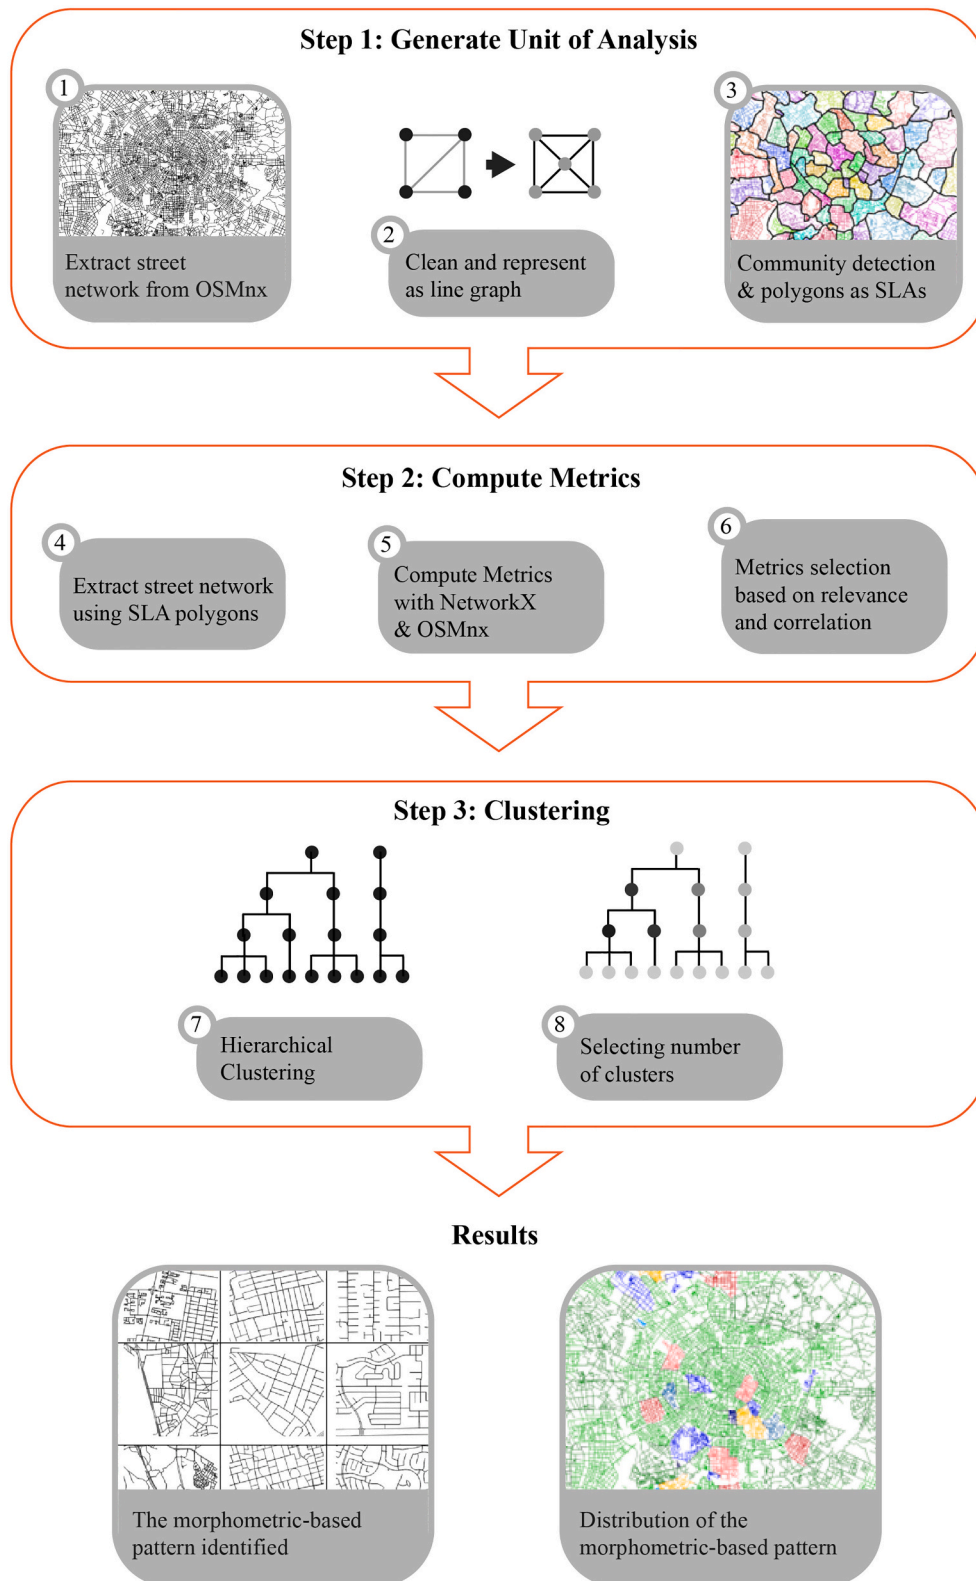 Step 1: Generate Unit of Analysis
1
Extract street
network from OSMnx
2
Clean and represent
as line graph
3
Community detection
& polygons as SLAs
Step 2: Compute Metrics
4
Extract street network
using SLA polygons
5
Compute Metrics
with NetworkX
& OSMnx
6
Metrics selection
based on relevance
and correlation
Step 3: Clustering
7
Hierarchical
Clustering
8
Selecting number
of clusters
Results
The morphometric-based
pattern identified
Distribution of the
morphometric-based pattern